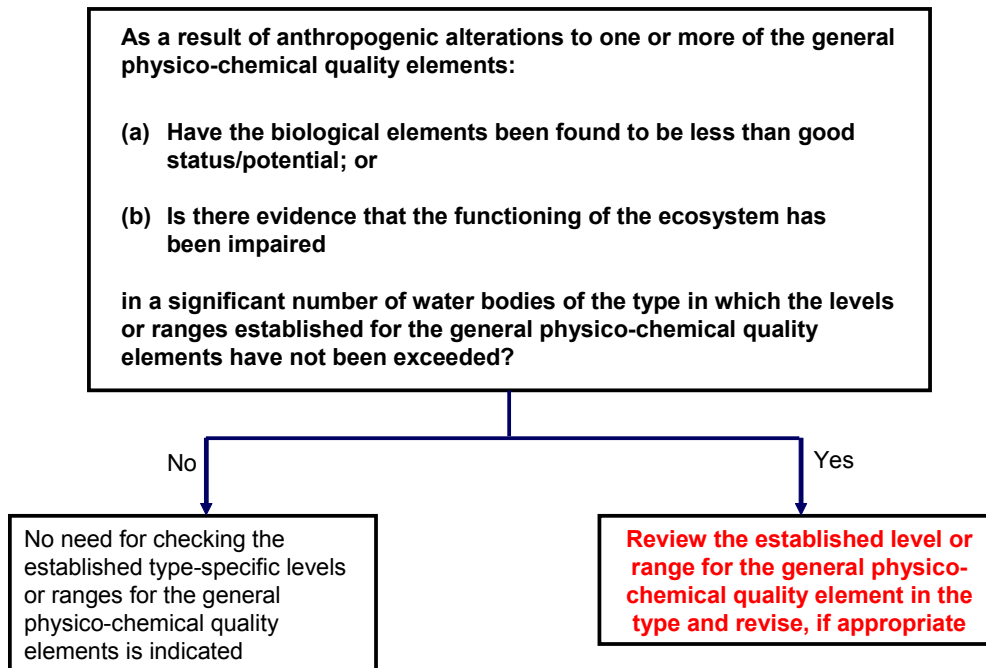 As a result of anthropogenic alterations to one or more of the general
physico-chemical quality elements:
(a) Have the biological elements been found to be less than good
status/potential; or
(b) Is there evidence that the functioning of the ecosystem has
been impaired
in a significant number of water bodies of the type in which the levels
or ranges established for the general physico-chemical quality
elements have not been exceeded?
No
Yes
No need for checking the
established type-specific levels
or ranges for the general
physico-chemical quality
elements is indicated
Review the established level or
range for the general physico-
chemical quality element in the
type and revise, if appropriate